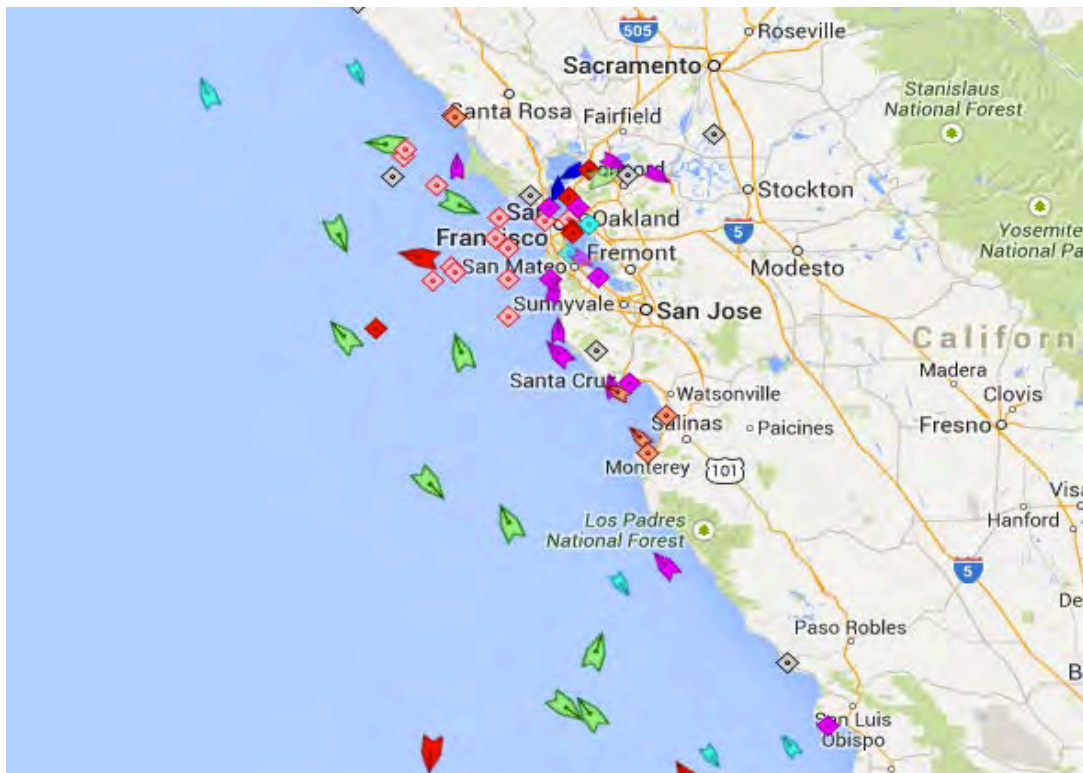 505
Roseville
Sacramento
Stanislaus
National Forest
Santa Rosa
Fairfield
Stockton
Oakland
Francisco
5
Yosemite
San Mateo
Fremont
Modesto
Sunnyvale
San Jose
Californ
Madera
Santa Cruz
Watsonville
Clovis
Salinas
Paicines
Fresno
Monterey
101
Visa
Los Padres
National Forest
Hanford
5
De
Paso Robles
B
San Luis
Obispo